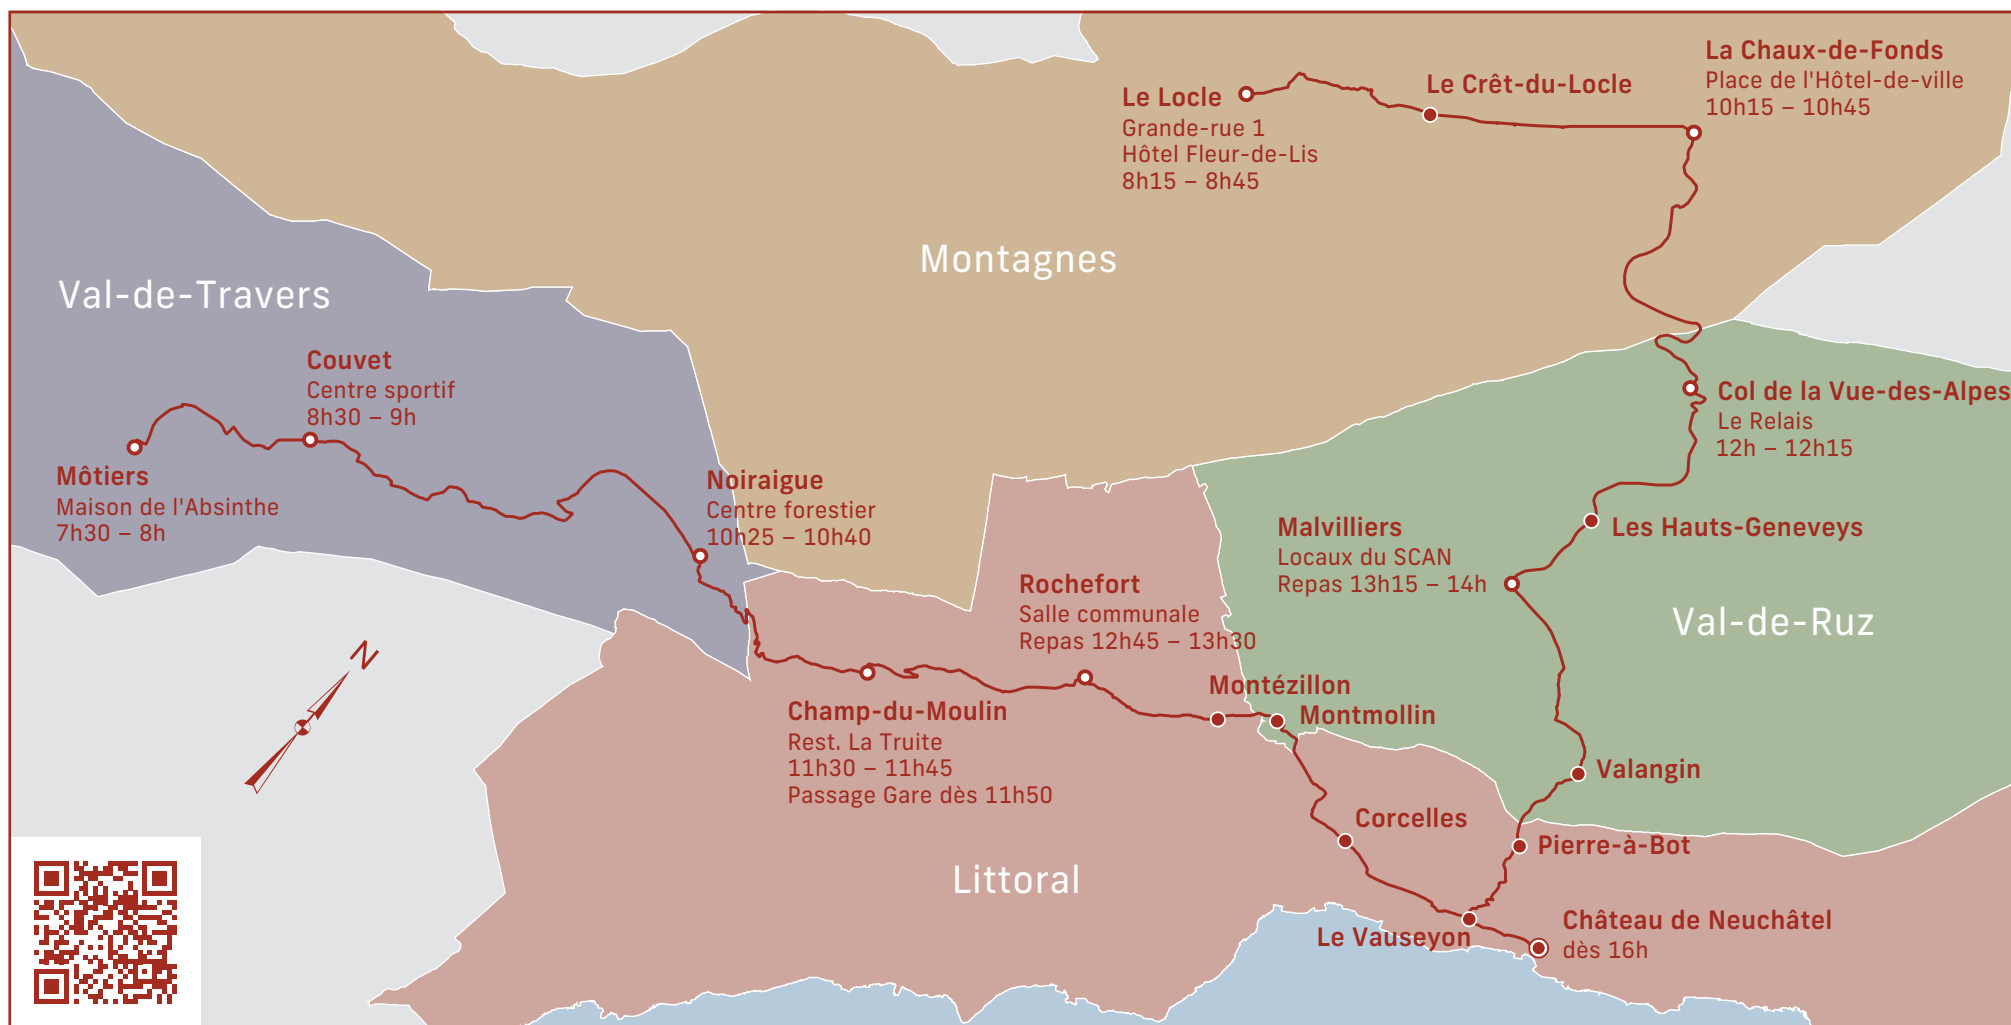 La Chaux-de-Fonds
Place de l'Hôtel-de-ville
10h15 – 10h45
Le Crêt-du-Locle
Le Locle
Grande-rue 1
Hôtel Fleur-de-Lis
8h15 – 8h45
Montagnes
Val-de-Travers
Couvet
Centre sportif
8h30 – 9h
Môtiers
Maison de l'Absinthe
7h30 – 8h
Noiraigue
Centre forestier
10h25 – 10h40
Col de la Vue-des-Alpes
Le Relais
12h – 12h15
Les Hauts-Geneveys
Malvilliers
Locaux du SCAN
Repas 13h15 – 14h
Val-de-Ruz
Rochefort
Salle communale
Repas 12h45 – 13h30
Montézillon
Montmollin
Champ-du-Moulin
Rest. La Truite
11h30 – 11h45
Passage Gare dès 11h50
N
Valangin
Corcelles
Pierre-à-Bot
Littoral
Le Vauseyon
Château de Neuchâtel
dès 16h